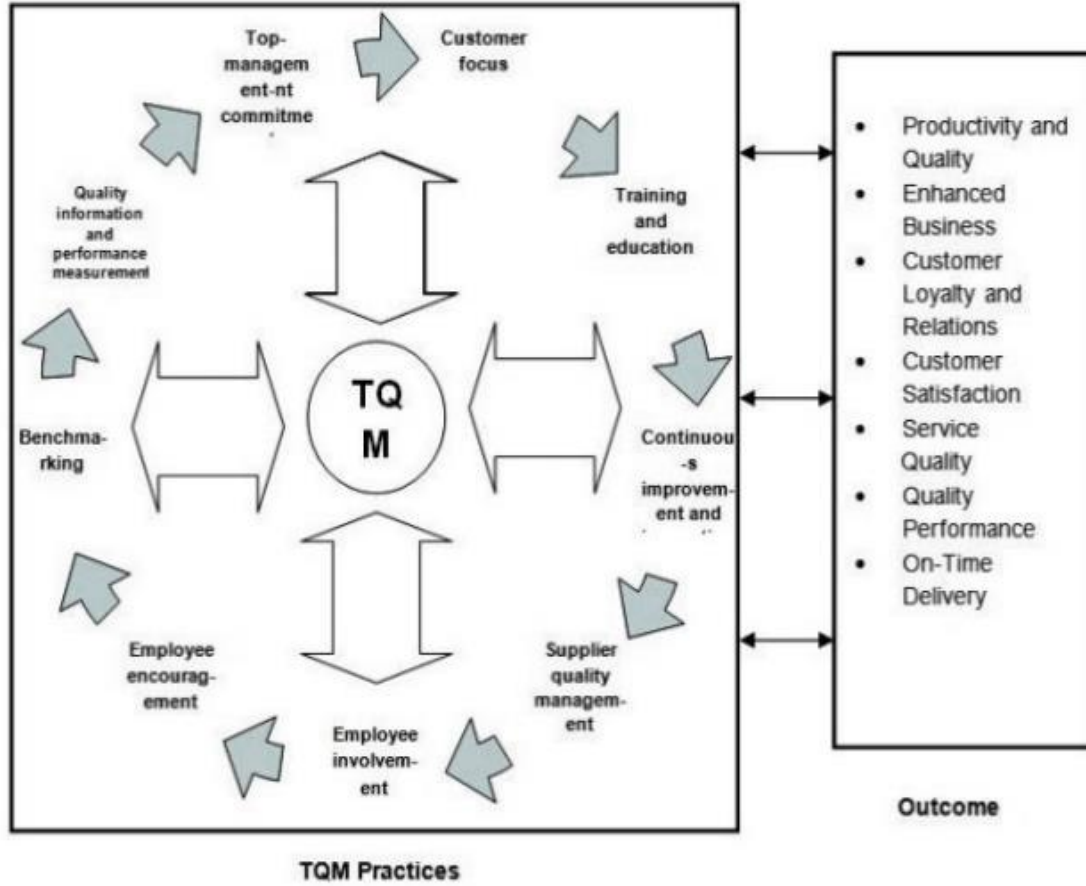 Top-
managem
ent-nt
commitme
Customer
focus
Training
and
education
Continuou
-s
improvem-
ent and
Supplier
quality
managem-
ent
Employee
involvem-
ent
Employee
encourag-
ement
Benchma-
rking
Quality
information
and
performance
measurement
TQ
M
TQM Practices
• Productivity and
Quality
• Enhanced
Business
• Customer
Loyalty and
Relations
• Customer
Satisfaction
• Service
Quality
• Quality
Performance
• On-Time
Delivery
Outcome